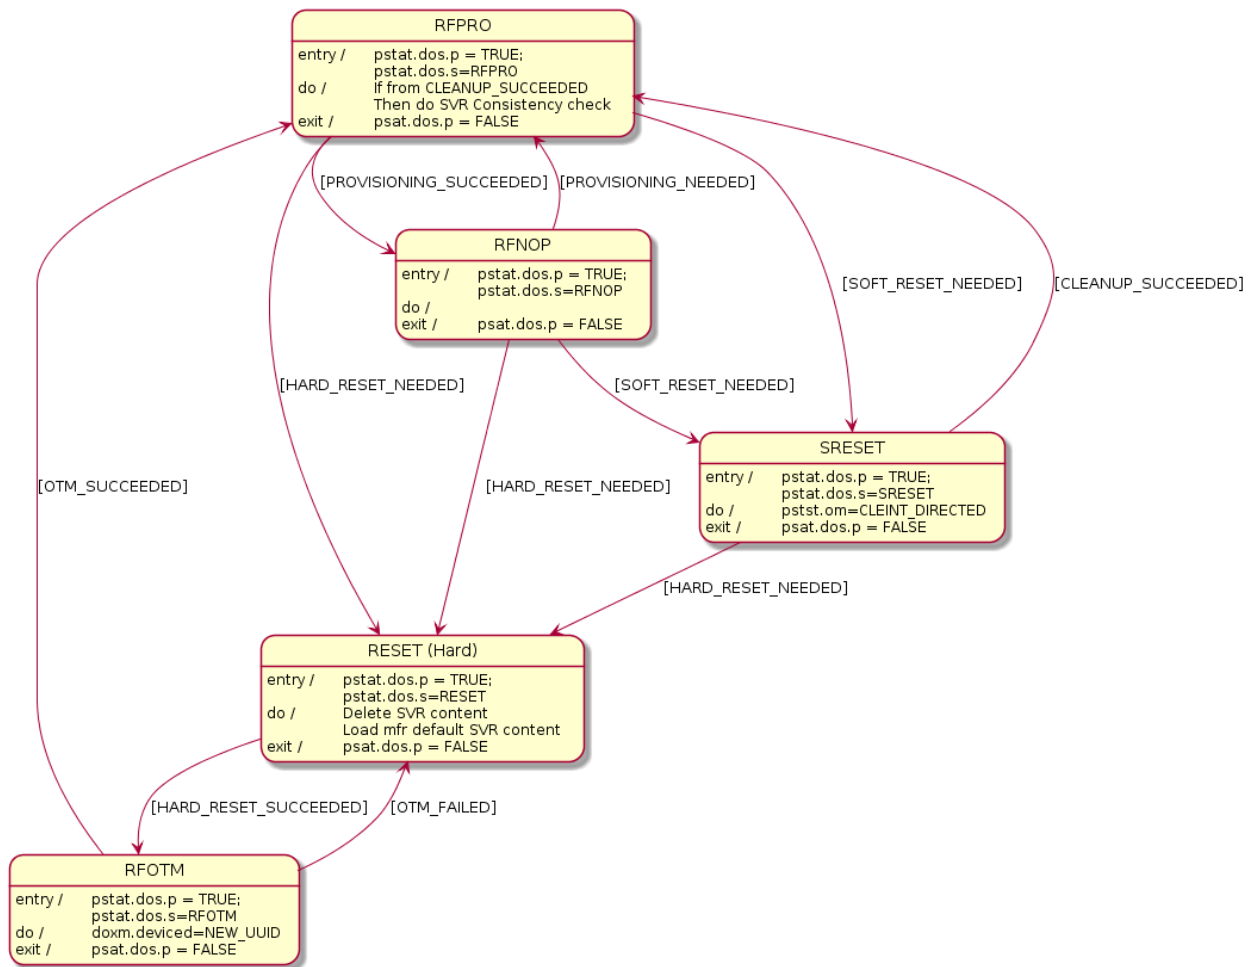 RFPRO
entry / pstat.dos.p = TRUE;
pstat.dos.s=RFPRO
do / If from CLEANUP_SUCCEEDED
Then do SVR Consistency check
exit / psat.dos.p = FALSE
[PROVISIONING_SUCCEEDED]
[PROVISIONING_NEEDED]
RFNOP
entry / pstat.dos.p = TRUE;
pstat.dos.s=RFNOP
do /
exit / psat.dos.p = FALSE
[SOFT_RESET_NEEDED]
[CLEANUP_SUCCEEDED]
[HARD_RESET_NEEDED]
[SOFT_RESET_NEEDED]
SRESET
entry / pstat.dos.p = TRUE;
pstat.dos.s=SRESET
do / pstst.om=CLEINT_DIRECTED
exit / psat.dos.p = FALSE
[OTM_SUCCEEDED]
[HARD_RESET_NEEDED]
[HARD_RESET_NEEDED]
RESET (Hard)
entry / pstat.dos.p = TRUE;
pstat.dos.s=RESET
do / Delete SVR content
Load mfr default SVR content
exit / psat.dos.p = FALSE
[HARD_RESET_SUCCEEDED]
[OTM_FAILED]
RFOTM
entry / pstat.dos.p = TRUE;
pstat.dos.s=RFOTM
do / doxm.deviced=NEW_UUID
exit / psat.dos.p = FALSE